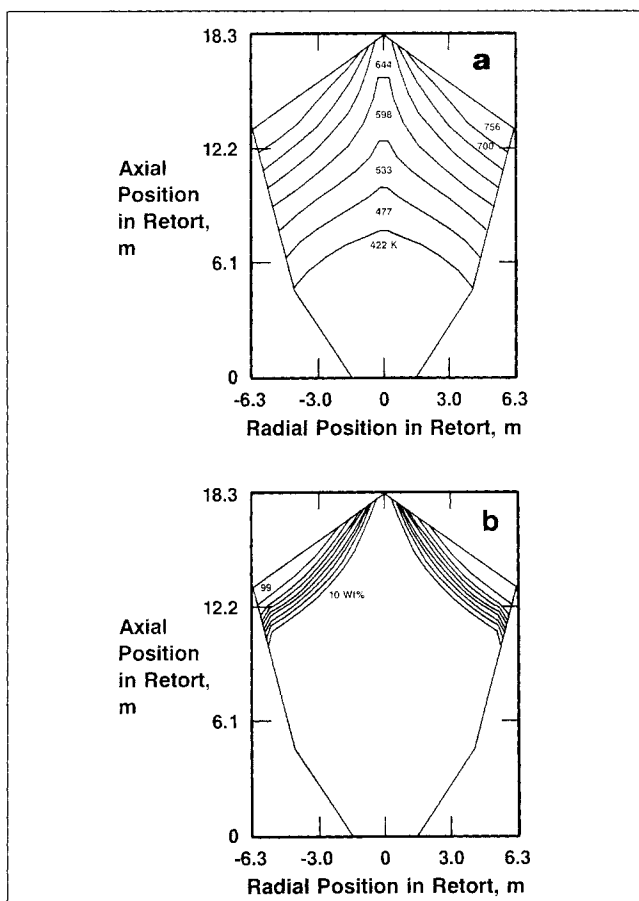 18.3
a
644
598
756
700
Axial
Position
in Retort,
m
12.2
533
477
422 K
6.1
0
-6.3 -3.0 0 3.0 6.3
Radial Position in Retort, m
18.3
b
99
10 Wt%
12.2
Axial
Position
in Retort,
m
6.1
0
-6.3 -3.0 0 3.0 6.3
Radial Position in Retort, m